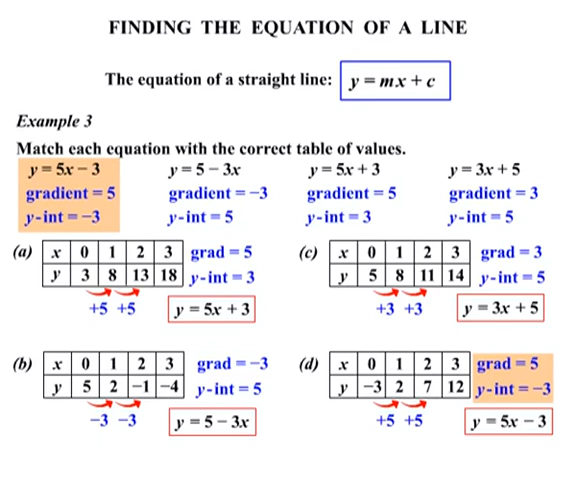 FINDING THE EQUATION OF A LINE
The equation of a straight line: y = mx + c
Example 3
Match each equation with the correct table of values.
y = 5x − 3 y = 5 − 3x y = 5x + 3 y = 3x + 5
gradient = 5 gradient = −3 gradient = 5 gradient = 3
y-int = −3 y-int = 5 y-int = 3 y-int = 5
(a) x 0 1 2 3 grad = 5
y 3 8 13 18 y-int = 3
+5 +5 y = 5x + 3
(c) x 0 1 2 3 grad = 3
y 5 8 11 14 y-int = 5
+3 +3 y = 3x + 5
(b) x 0 1 2 3 grad = −3
y 5 2 −1 −4 y-int = 5
−3 −3 y = 5 − 3x
(d) x 0 1 2 3 grad = 5
y −3 2 7 12 y-int = −3
+5 +5 y = 5x − 3